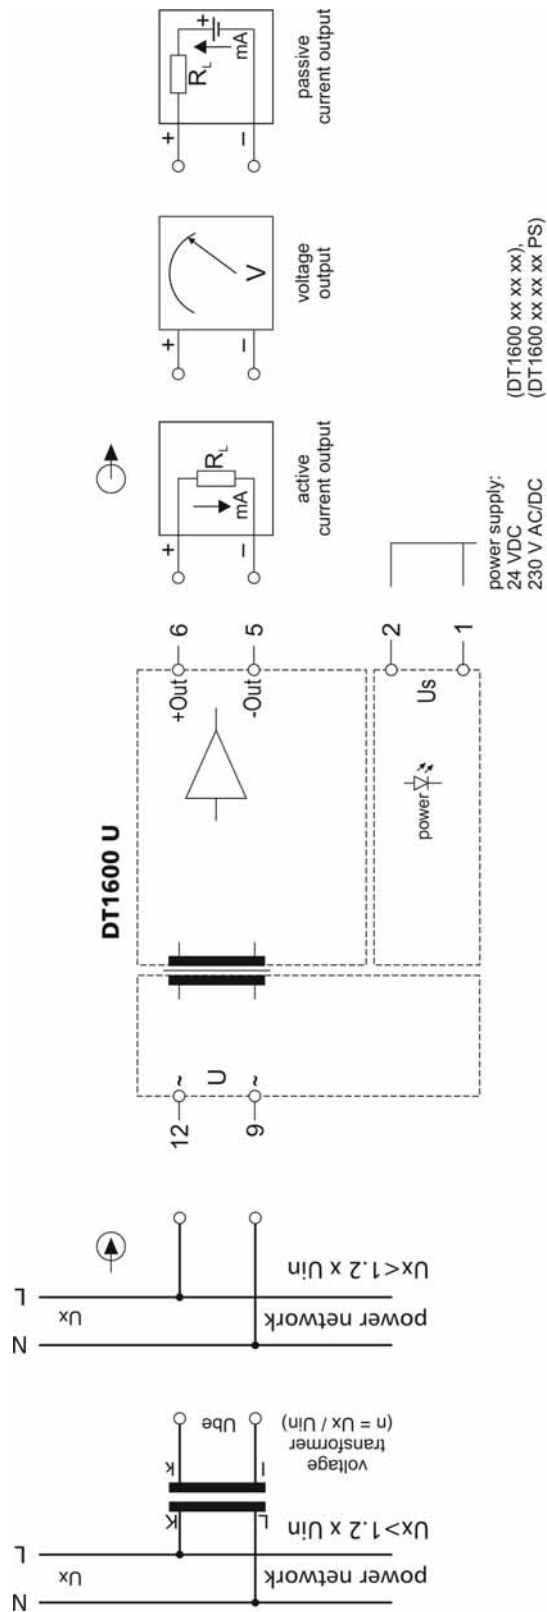 L
N
Ux
power network
Ux>1.2 x Uin
K
L
k
l
Ube
voltage
transformer
(n = Ux / Uin)
L
N
Ux
power network
Ux<1.2 x Uin
DT1600 U
12
9
~
U
~
+Out
-Out
6
5
power
Us
2
1
power supply:
24 VDC
230 V AC/DC
(DT1600 xx xx xx),
(DT1600 xx xx xx PS)
+
−
mA
RL
active
current output
+
−
V
voltage
output
+
−
RL
+
mA
passive
current output